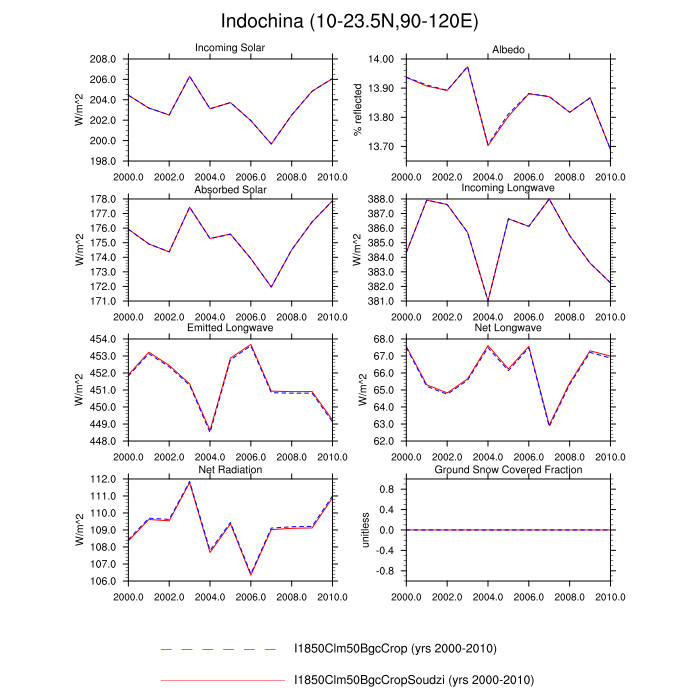 Indochina (10-23.5N,90-120E)
Incoming Solar
W/m^2
208.0
206.0
204.0
202.0
200.0
198.0
2000.0 2002.0 2004.0 2006.0 2008.0 2010.0
Albedo
% reflected
14.00
13.90
13.80
13.70
2000.0 2002.0 2004.0 2006.0 2008.0 2010.0
Absorbed Solar
W/m^2
178.0
177.0
176.0
175.0
174.0
173.0
172.0
171.0
2000.0 2002.0 2004.0 2006.0 2008.0 2010.0
Incoming Longwave
W/m^2
388.0
387.0
386.0
385.0
384.0
383.0
382.0
381.0
2000.0 2002.0 2004.0 2006.0 2008.0 2010.0
Emitted Longwave
W/m^2
454.0
453.0
452.0
451.0
450.0
449.0
448.0
2000.0 2002.0 2004.0 2006.0 2008.0 2010.0
Net Longwave
W/m^2
68.0
67.0
66.0
65.0
64.0
63.0
62.0
2000.0 2002.0 2004.0 2006.0 2008.0 2010.0
Net Radiation
W/m^2
112.0
111.0
110.0
109.0
108.0
107.0
106.0
2000.0 2002.0 2004.0 2006.0 2008.0 2010.0
Ground Snow Covered Fraction
unitless
0.8
0.4
0.0
-0.4
-0.8
2000.0 2002.0 2004.0 2006.0 2008.0 2010.0
I1850Clm50BgcCrop (yrs 2000-2010)
I1850Clm50BgcCropSoudzi (yrs 2000-2010)